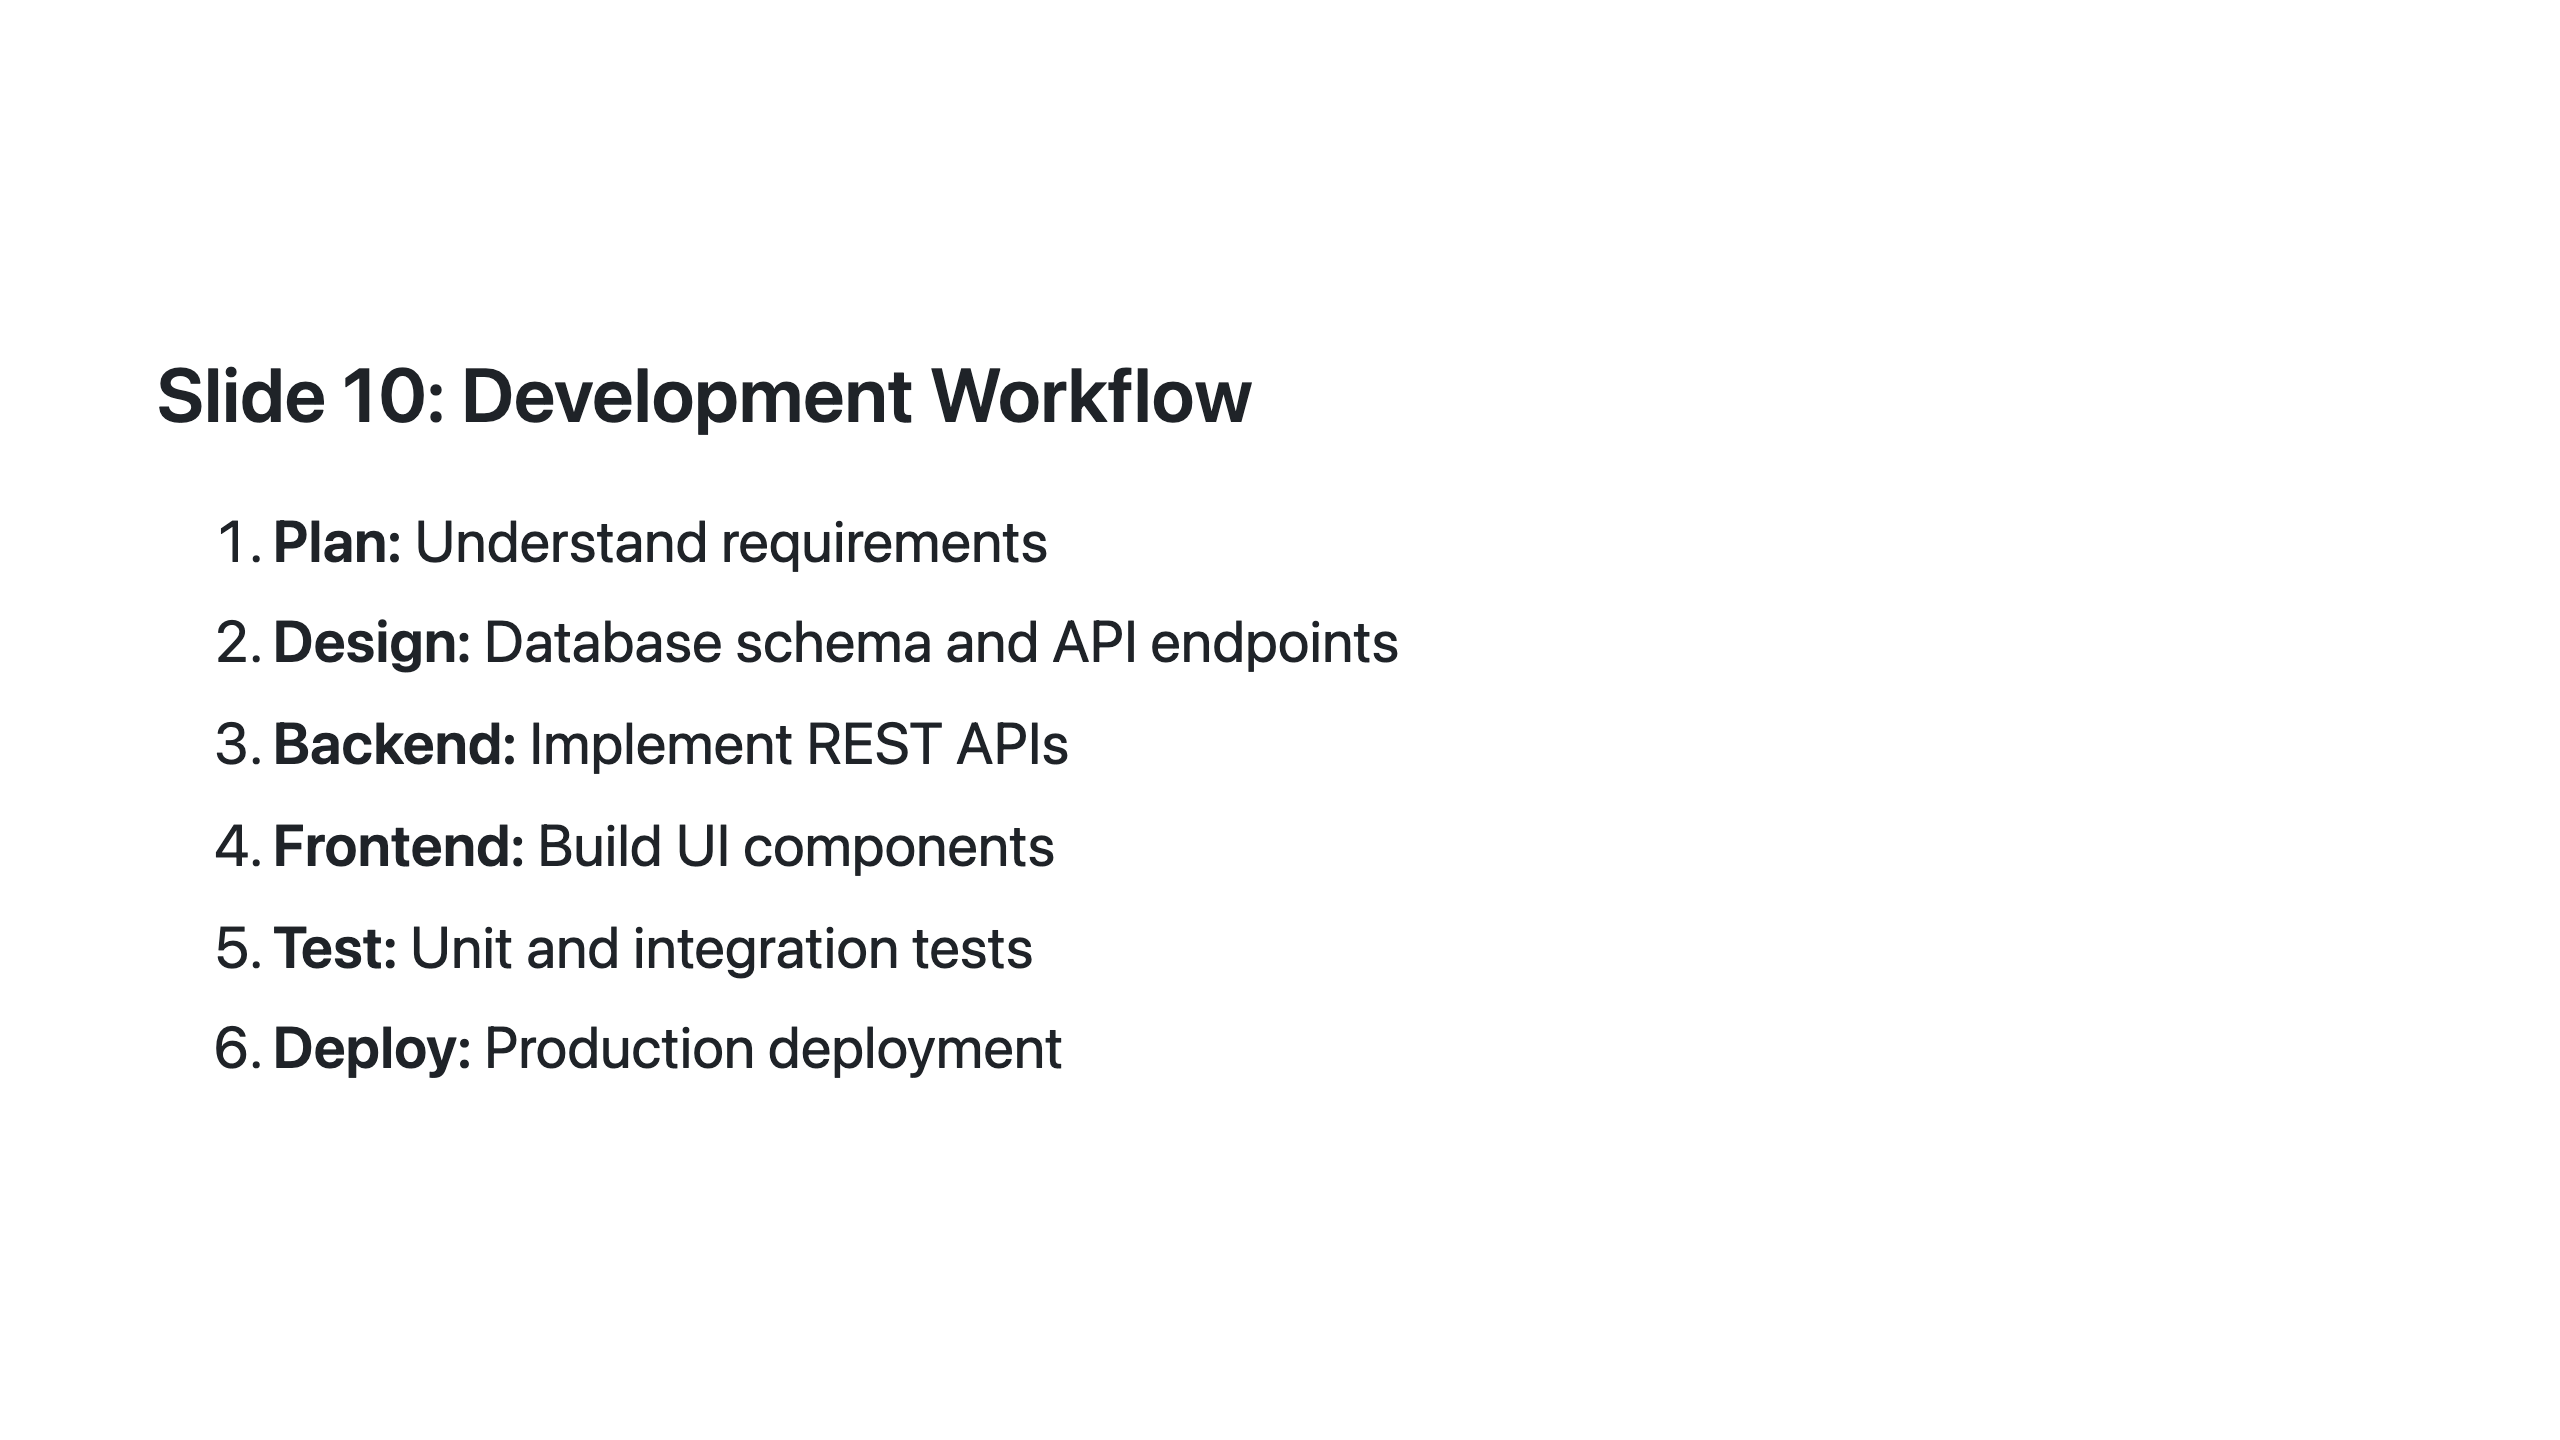 Slide 10: Development Workflow
1. Plan: Understand requirements
2. Design: Database schema and API endpoints
3. Backend: Implement REST APIs
4. Frontend: Build UI components
5. Test: Unit and integration tests
6. Deploy: Production deployment